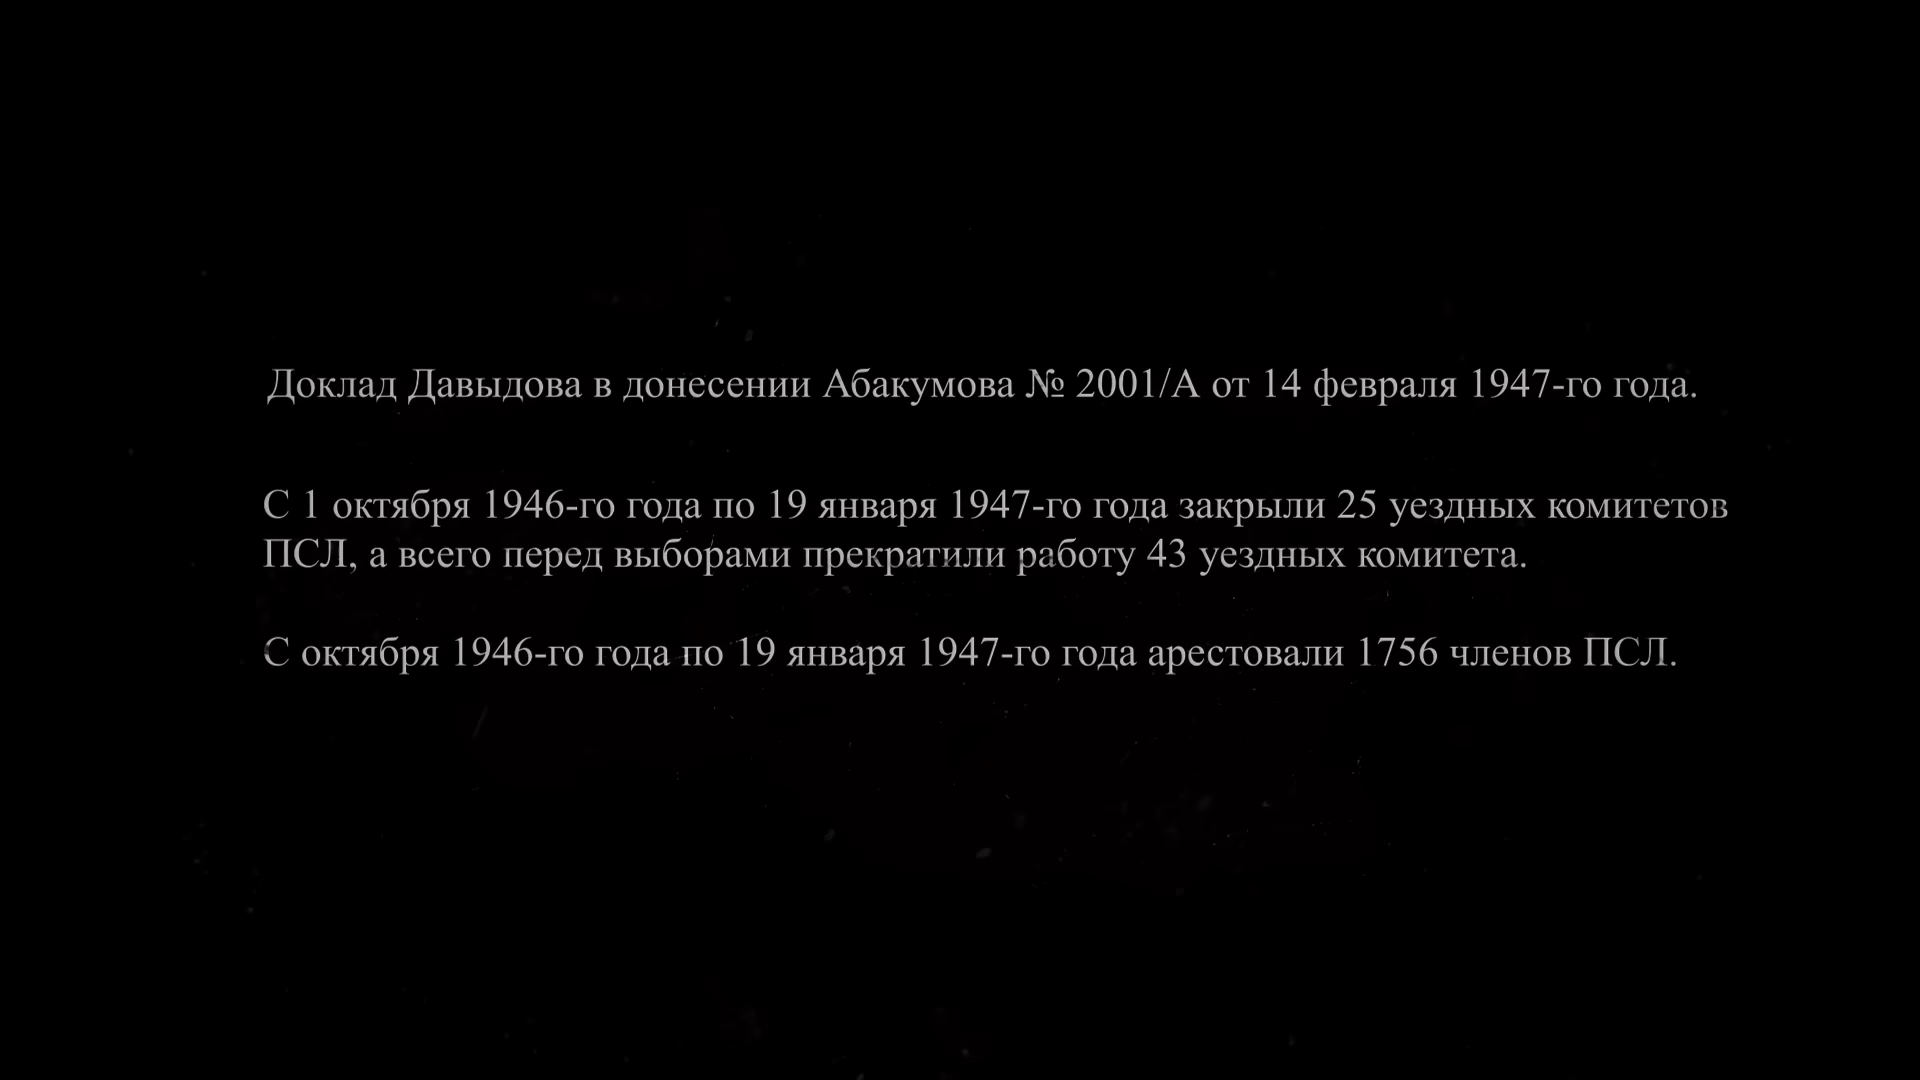 Доклад Давыдова в донесении Абакумова № 2001/А от 14 февраля 1947-го года.
С 1 октября 1946-го года по 19 января 1947-го года закрыли 25 уездных комитетов
ПСЛ, а всего перед выборами прекратили работу 43 уездных комитета.
С октября 1946-го года по 19 января 1947-го года арестовали 1756 членов ПСЛ.